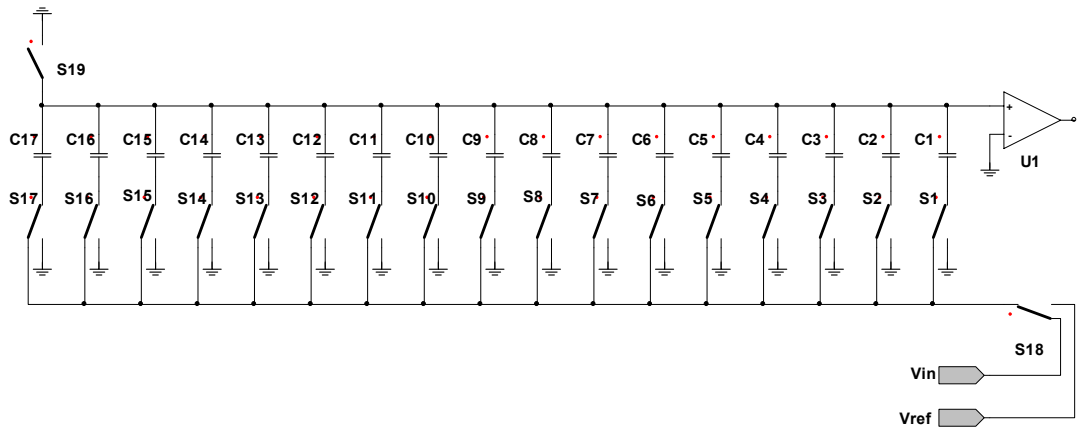 S19
C17 C16 C15 C14 C13 C12 C11 C10 C9 C8 C7 C6 C5 C4 C3 C2 C1
+
-
U1
S17 S16 S15 S14 S13 S12 S11 S10 S9 S8 S7 S6 S5 S4 S3 S2 S1
S18
Vin
Vref